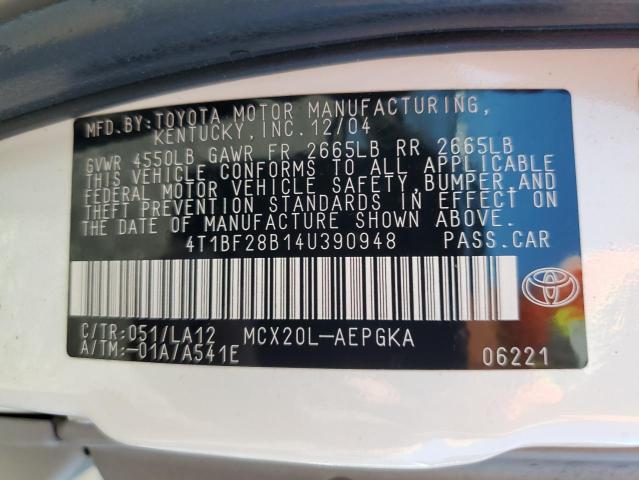 MFD.BY:TOYOTA MOTOR MANUFACTURING,
KENTUCKY,INC.12/04
GVWR 4550LB GAWR FR 2665LB RR 2665LB
THIS VEHICLE CONFORMS TO ALL APPLICABLE
FEDERAL MOTOR VEHICLE SAFETY,BUMPER,AND
THEFT PREVENTION STANDARDS IN EFFECT ON
THE DATE OF MANUFACTURE SHOWN ABOVE.
4T1BF28B14U390948 PASS.CAR
C/TR:051/LA12 MCX20L-AEPGKA
A/TM:-01A/A541E
06221
TOYOTA